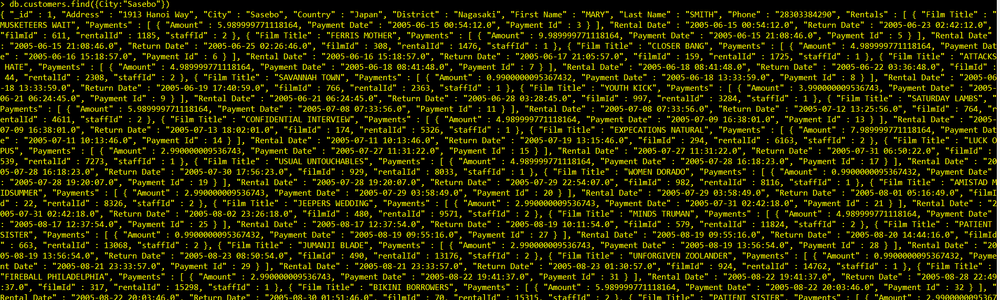 > db.customers.find({City:"Sasebo"})
{ "_id" : 1, "Address" : "1913 Hanoi Way", "City" : "Sasebo", "Country" : "Japan", "District" : "Nagasaki", "First Name" : "MARY", "Last Name" : "SMITH", "Phone" : "28303384290", "Rentals" : [ { "Film Title" : "
MUSKETEERS WAIT", "Payments" : [ { "Amount" : 5.989999771118164, "Payment Date" : "2005-06-15 00:54:12.0", "Payment Id" : 3 } ], "Rental Date" : "2005-06-15 00:54:12.0", "Return Date" : "2005-06-23 02:42:12.0",
"filmId" : 611, "rentalId" : 1185, "staffId" : 2 }, { "Film Title" : "FERRIS MOTHER", "Payments" : [ { "Amount" : 9.989999771118164, "Payment Date" : "2005-06-15 21:08:46.0", "Payment Id" : 5 } ], "Rental Date"
: "2005-06-15 21:08:46.0", "Return Date" : "2005-06-25 02:26:46.0", "filmId" : 308, "rentalId" : 1476, "staffId" : 1 }, { "Film Title" : "CLOSER BANG", "Payments" : [ { "Amount" : 4.989999771118164, "Payment Dat
e" : "2005-06-16 15:18:57.0", "Payment Id" : 6 } ], "Rental Date" : "2005-06-16 15:18:57.0", "Return Date" : "2005-06-17 21:05:57.0", "filmId" : 159, "rentalId" : 1725, "staffId" : 1 }, { "Film Title" : "ATTACKS
 HATE", "Payments" : [ { "Amount" : 4.989999771118164, "Payment Date" : "2005-06-18 08:41:48.0", "Payment Id" : 7 } ], "Rental Date" : "2005-06-18 08:41:48.0", "Return Date" : "2005-06-22 03:36:48.0", "filmId" :
 44, "rentalId" : 2308, "staffId" : 2 }, { "Film Title" : "SAVANNAH TOWN", "Payments" : [ { "Amount" : 0.9900000095367432, "Payment Date" : "2005-06-18 13:33:59.0", "Payment Id" : 8 } ], "Rental Date" : "2005-06
-18 13:33:59.0", "Return Date" : "2005-06-19 17:40:59.0", "filmId" : 766, "rentalId" : 2363, "staffId" : 1 }, { "Film Title" : "YOUTH KICK", "Payments" : [ { "Amount" : 3.990000009536743, "Payment Date" : "2005-
06-21 06:24:45.0", "Payment Id" : 9 } ], "Rental Date" : "2005-06-21 06:24:45.0", "Return Date" : "2005-06-28 03:28:45.0", "filmId" : 997, "rentalId" : 3284, "staffId" : 1 }, { "Film Title" : "SATURDAY LAMBS", "
Payments" : [ { "Amount" : 5.989999771118164, "Payment Date" : "2005-07-08 07:33:56.0", "Payment Id" : 11 } ], "Rental Date" : "2005-07-08 07:33:56.0", "Return Date" : "2005-07-12 13:25:56.0", "filmId" : 764, "r
entalId" : 4611, "staffId" : 2 }, { "Film Title" : "CONFIDENTIAL INTERVIEW", "Payments" : [ { "Amount" : 4.989999771118164, "Payment Date" : "2005-07-09 16:38:01.0", "Payment Id" : 13 } ], "Rental Date" : "2005-
07-09 16:38:01.0", "Return Date" : "2005-07-13 18:02:01.0", "filmId" : 174, "rentalId" : 5326, "staffId" : 1 }, { "Film Title" : "EXPECATIONS NATURAL", "Payments" : [ { "Amount" : 7.989999771118164, "Payment Dat
e" : "2005-07-11 10:13:46.0", "Payment Id" : 14 } ], "Rental Date" : "2005-07-11 10:13:46.0", "Return Date" : "2005-07-19 13:15:46.0", "filmId" : 294, "rentalId" : 6163, "staffId" : 2 }, { "Film Title" : "LUCK O
PUS", "Payments" : [ { "Amount" : 2.990000009536743, "Payment Date" : "2005-07-27 11:31:22.0", "Payment Id" : 15 } ], "Rental Date" : "2005-07-27 11:31:22.0", "Return Date" : "2005-07-31 06:50:22.0", "filmId" :
539, "rentalId" : 7273, "staffId" : 1 }, { "Film Title" : "USUAL UNTOUCHABLES", "Payments" : [ { "Amount" : 4.989999771118164, "Payment Date" : "2005-07-28 16:18:23.0", "Payment Id" : 17 } ], "Rental Date" : "20
05-07-28 16:18:23.0", "Return Date" : "2005-07-30 17:56:23.0", "filmId" : 929, "rentalId" : 8033, "staffId" : 1 }, { "Film Title" : "WOMEN DORADO", "Payments" : [ { "Amount" : 0.9900000095367432, "Payment Date"
: "2005-07-28 19:20:07.0", "Payment Id" : 19 } ], "Rental Date" : "2005-07-28 19:20:07.0", "Return Date" : "2005-07-29 22:54:07.0", "filmId" : 982, "rentalId" : 8116, "staffId" : 1 }, { "Film Title" : "AMISTAD M
IDSUMMER", "Payments" : [ { "Amount" : 2.990000009536743, "Payment Date" : "2005-07-29 03:58:49.0", "Payment Id" : 20 } ], "Rental Date" : "2005-07-29 03:58:49.0", "Return Date" : "2005-08-01 05:16:49.0", "filmI
d" : 22, "rentalId" : 8326, "staffId" : 2 }, { "Film Title" : "JEEPERS WEDDING", "Payments" : [ { "Amount" : 2.990000009536743, "Payment Date" : "2005-07-31 02:42:18.0", "Payment Id" : 21 } ], "Rental Date" : "2
005-07-31 02:42:18.0", "Return Date" : "2005-08-02 23:26:18.0", "filmId" : 480, "rentalId" : 9571, "staffId" : 2 }, { "Film Title" : "MINDS TRUMAN", "Payments" : [ { "Amount" : 4.989999771118164, "Payment Date"
: "2005-08-17 12:37:54.0", "Payment Id" : 25 } ], "Rental Date" : "2005-08-17 12:37:54.0", "Return Date" : "2005-08-19 10:11:54.0", "filmId" : 579, "rentalId" : 11824, "staffId" : 2 }, { "Film Title" : "PATIENT
SISTER", "Payments" : [ { "Amount" : 0.9900000095367432, "Payment Date" : "2005-08-19 09:55:16.0", "Payment Id" : 27 } ], "Rental Date" : "2005-08-19 09:55:16.0", "Return Date" : "2005-08-20 14:44:16.0", "filmId
" : 663, "rentalId" : 13068, "staffId" : 2 }, { "Film Title" : "JUMANJI BLADE", "Payments" : [ { "Amount" : 2.990000009536743, "Payment Date" : "2005-08-19 13:56:54.0", "Payment Id" : 28 } ], "Rental Date" : "20
05-08-19 13:56:54.0", "Return Date" : "2005-08-23 08:50:54.0", "filmId" : 490, "rentalId" : 13176, "staffId" : 2 }, { "Film Title" : "UNFORGIVEN ZOOLANDER", "Payments" : [ { "Amount" : 0.9900000095367432, "Payme
nt Date" : "2005-08-21 23:33:57.0", "Payment Id" : 29 } ], "Rental Date" : "2005-08-21 23:33:57.0", "Return Date" : "2005-08-23 01:30:57.0", "filmId" : 924, "rentalId" : 14762, "staffId" : 1 }, { "Film Title" :
"FIREBALL PHILADELPHIA", "Payments" : [ { "Amount" : 2.990000009536743, "Payment Date" : "2005-08-22 19:41:37.0", "Payment Id" : 31 } ], "Rental Date" : "2005-08-22 19:41:37.0", "Return Date" : "2005-08-28 22:49
:37.0", "filmId" : 317, "rentalId" : 15298, "staffId" : 1 }, { "Film Title" : "BIKINI BORROWERS", "Payments" : [ { "Amount" : 5.989999771118164, "Payment Date" : "2005-08-22 20:03:46.0", "Payment Id" : 32 } ], "
Rental Date" : "2005-08-22 20:03:46.0", "Return Date" : "2005-08-30 01:51:46.0", "filmId" : 70, "rentalId" : 15315, "staffId" : 2 }, { "Film Title" : "PATIENT SISTER", "Payments" : [ { "Amount" : 2.9900000095367